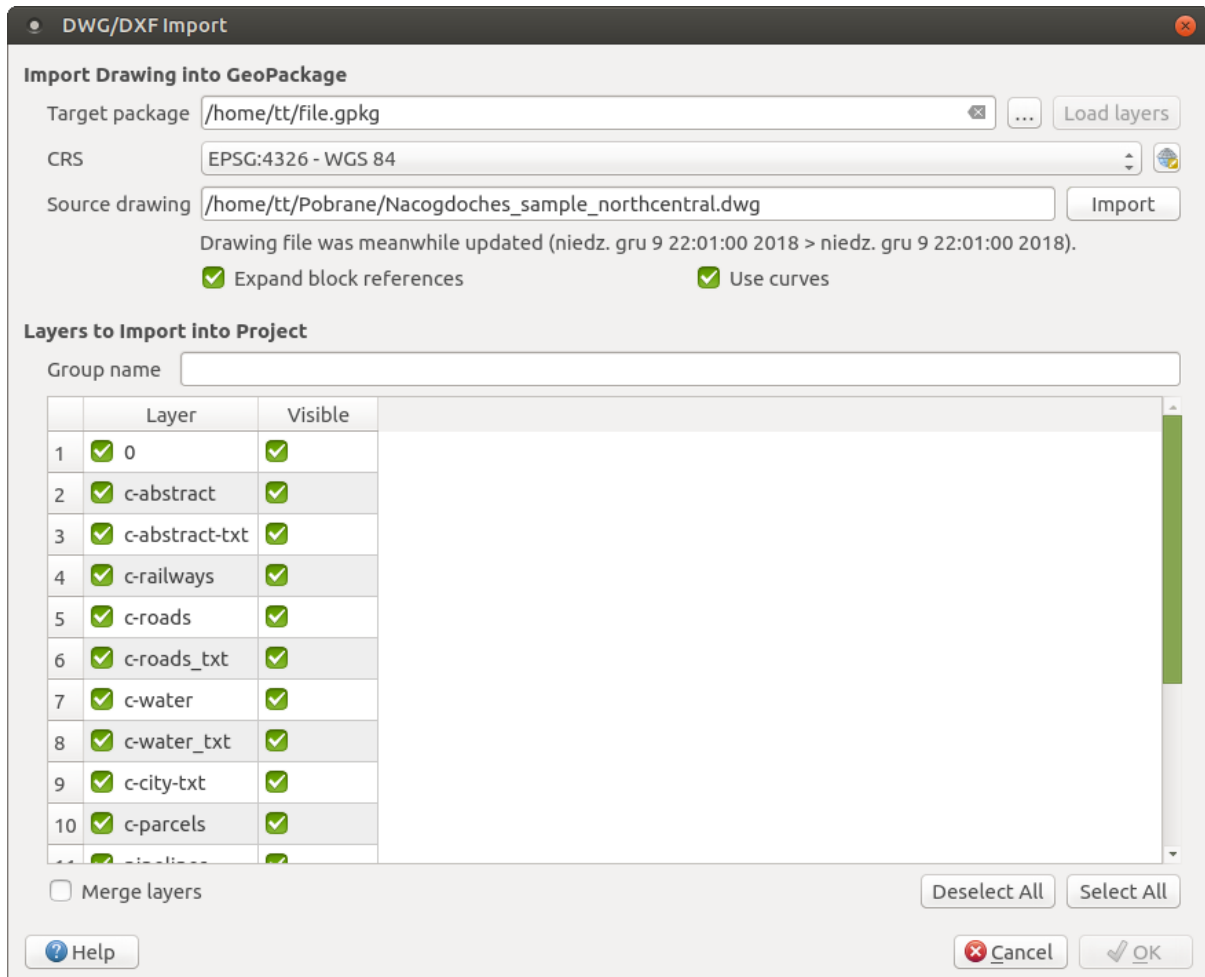 DWG/DXF Import
Import Drawing into GeoPackage
Target package /home/tt/file.gpkg ... Load layers
CRS EPSG:4326 - WGS 84
Source drawing /home/tt/Pobrane/Nacogdoches_sample_northcentral.dwg Import
Drawing file was meanwhile updated (niedz. gru 9 22:01:00 2018 > niedz. gru 9 22:01:00 2018).
Expand block references Use curves
Layers to Import into Project
Group name
Layer Visible
1 0
2 c-abstract
3 c-abstract-txt
4 c-railways
5 c-roads
6 c-roads_txt
7 c-water
8 c-water_txt
9 c-city-txt
10 c-parcels
Merge layers Deselect All Select All
Help Cancel OK